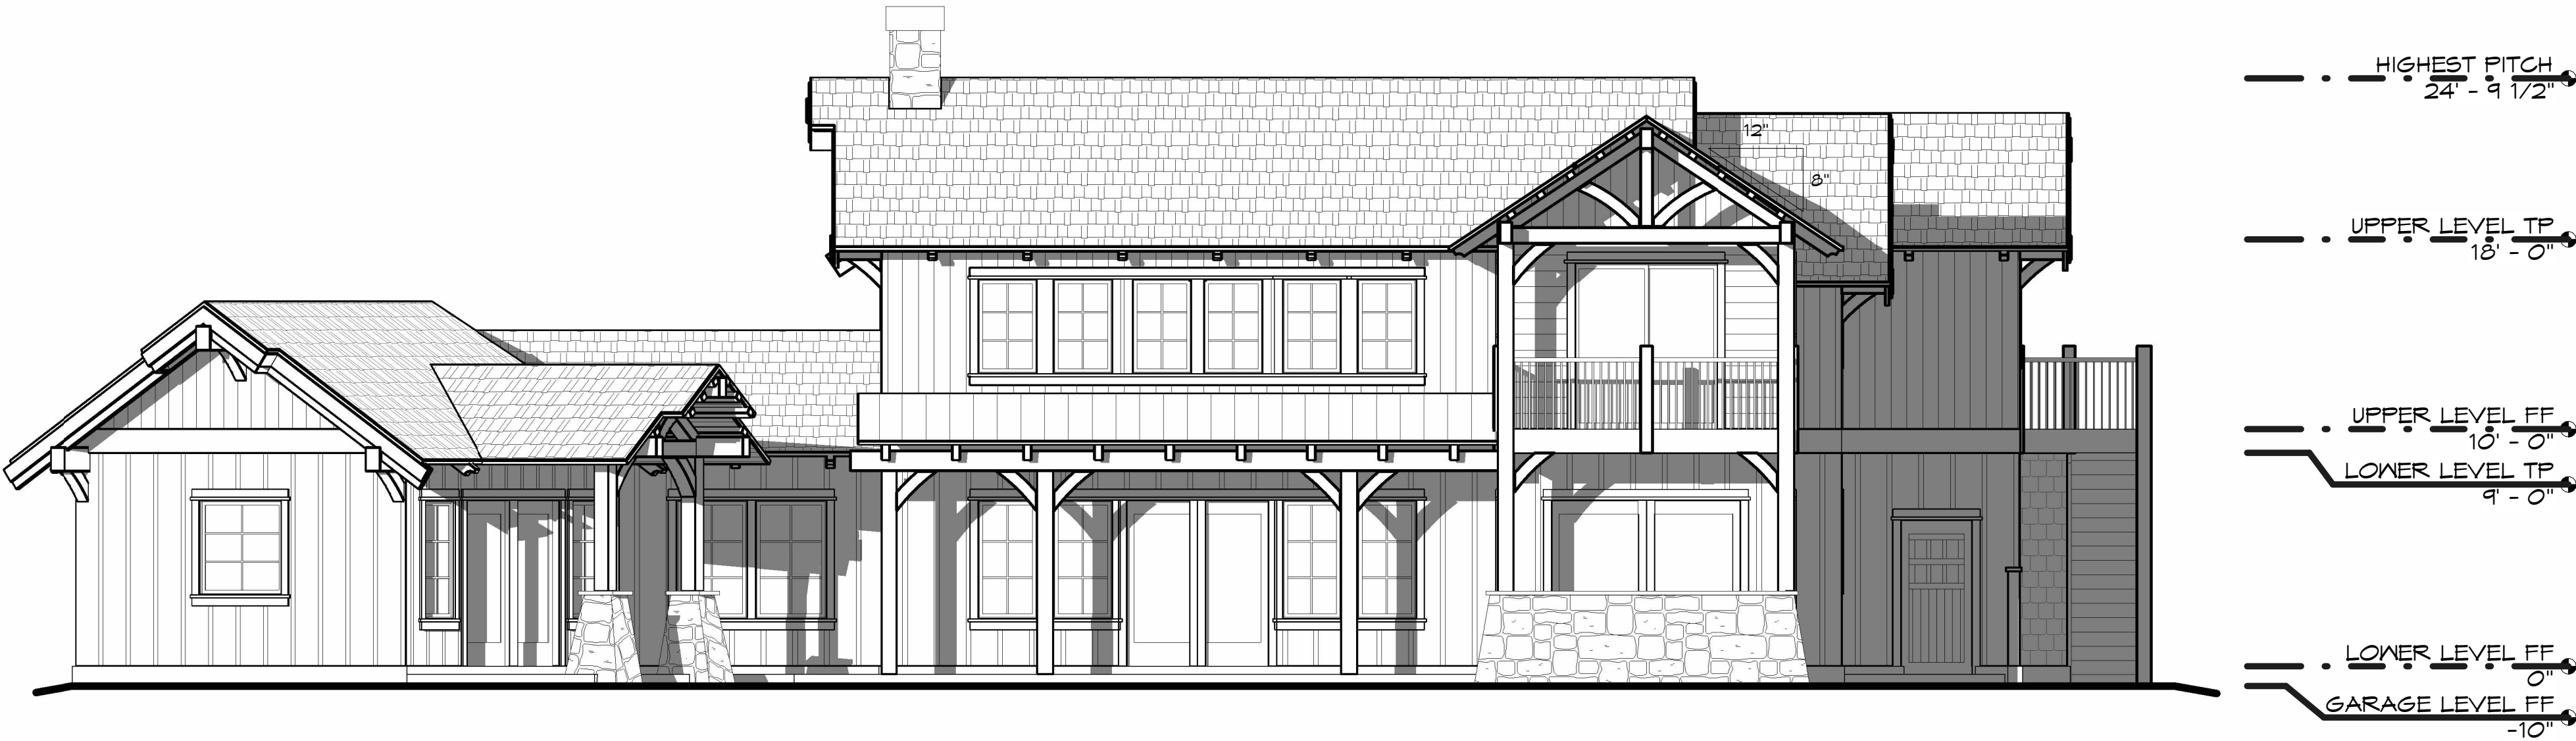 HIGHEST PITCH
24' - 9 1/2"
12"
8"
UPPER LEVEL TP
18' - 0"
UPPER LEVEL FF
10' - 0"
LOWER LEVEL TP
9' - 0"
LOWER LEVEL FF
0"
GARAGE LEVEL FF
-10"